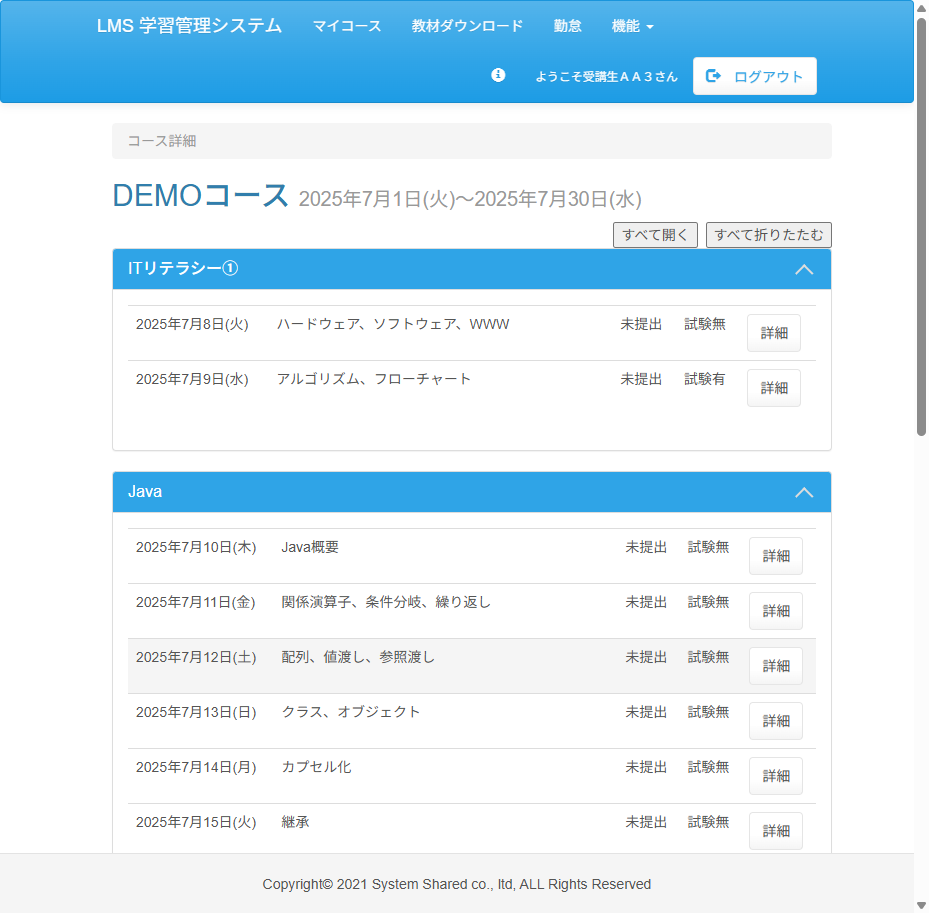 LMS 学習管理システム マイコース 教材ダウンロード 勤怠 機能
ようこそ受講生ＡＡ３さん ログアウト
コース詳細
DEMOコース 2025年7月1日(火)～2025年7月30日(水)
すべて開く すべて折りたたむ
ITリテラシー①
2025年7月8日(火) ハードウェア、ソフトウェア、WWW 未提出 試験無 詳細
2025年7月9日(水) アルゴリズム、フローチャート 未提出 試験有 詳細
Java
2025年7月10日(木) Java概要 未提出 試験無 詳細
2025年7月11日(金) 関係演算子、条件分岐、繰り返し 未提出 試験無 詳細
2025年7月12日(土) 配列、値渡し、参照渡し 未提出 試験無 詳細
2025年7月13日(日) クラス、オブジェクト 未提出 試験無 詳細
2025年7月14日(月) カプセル化 未提出 試験無 詳細
2025年7月15日(火) 継承 未提出 試験無 詳細
Copyright© 2021 System Shared co., ltd, ALL Rights Reserved